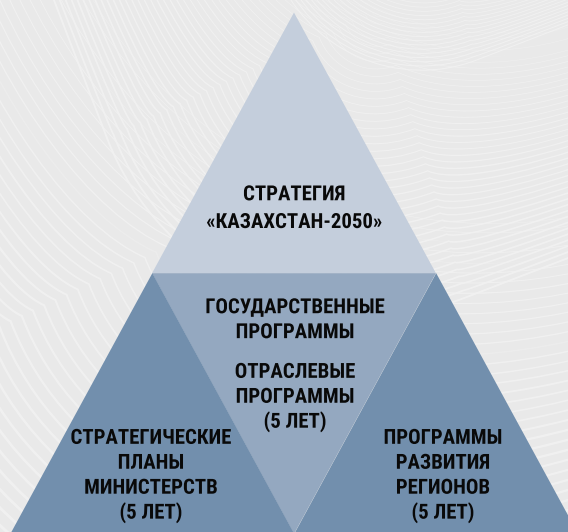 СТРАТЕГИЯ
«КАЗАХСТАН-2050»
ГОСУДАРСТВЕННЫЕ
ПРОГРАММЫ
ОТРАСЛЕВЫЕ
ПРОГРАММЫ
(5 ЛЕТ)
СТРАТЕГИЧЕСКИЕ
ПЛАНЫ
МИНИСТЕРСТВ
(5 ЛЕТ)
ПРОГРАММЫ
РАЗВИТИЯ
РЕГИОНОВ
(5 ЛЕТ)